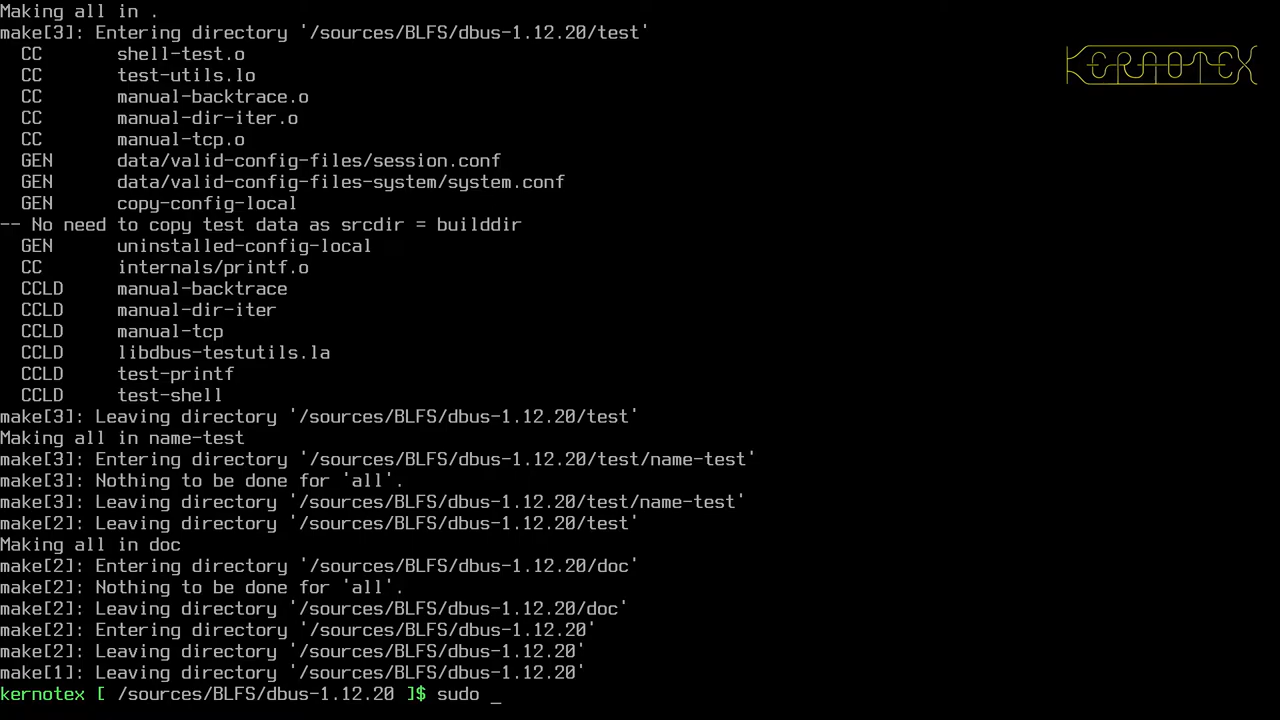 Making all in .
make[3]: Entering directory '/sources/BLFS/dbus-1.12.20/test'
  CC       shell-test.o
  CC       test-utils.lo
  CC       manual-backtrace.o
  CC       manual-dir-iter.o
  CC       manual-tcp.o
  GEN      data/valid-config-files/session.conf
  GEN      data/valid-config-files-system/system.conf
  GEN      copy-config-local
-- No need to copy test data as srcdir = builddir
  GEN      uninstalled-config-local
  CC       internals/printf.o
  CCLD     manual-backtrace
  CCLD     manual-dir-iter
  CCLD     manual-tcp
  CCLD     libdbus-testutils.la
  CCLD     test-printf
  CCLD     test-shell
make[3]: Leaving directory '/sources/BLFS/dbus-1.12.20/test'
Making all in name-test
make[3]: Entering directory '/sources/BLFS/dbus-1.12.20/test/name-test'
make[3]: Nothing to be done for 'all'.
make[3]: Leaving directory '/sources/BLFS/dbus-1.12.20/test/name-test'
make[2]: Leaving directory '/sources/BLFS/dbus-1.12.20/test'
Making all in doc
make[2]: Entering directory '/sources/BLFS/dbus-1.12.20/doc'
make[2]: Nothing to be done for 'all'.
make[2]: Leaving directory '/sources/BLFS/dbus-1.12.20/doc'
make[2]: Entering directory '/sources/BLFS/dbus-1.12.20'
make[2]: Leaving directory '/sources/BLFS/dbus-1.12.20'
make[1]: Leaving directory '/sources/BLFS/dbus-1.12.20'
kernotex [ /sources/BLFS/dbus-1.12.20 ]$ sudo _
KERNOTEX